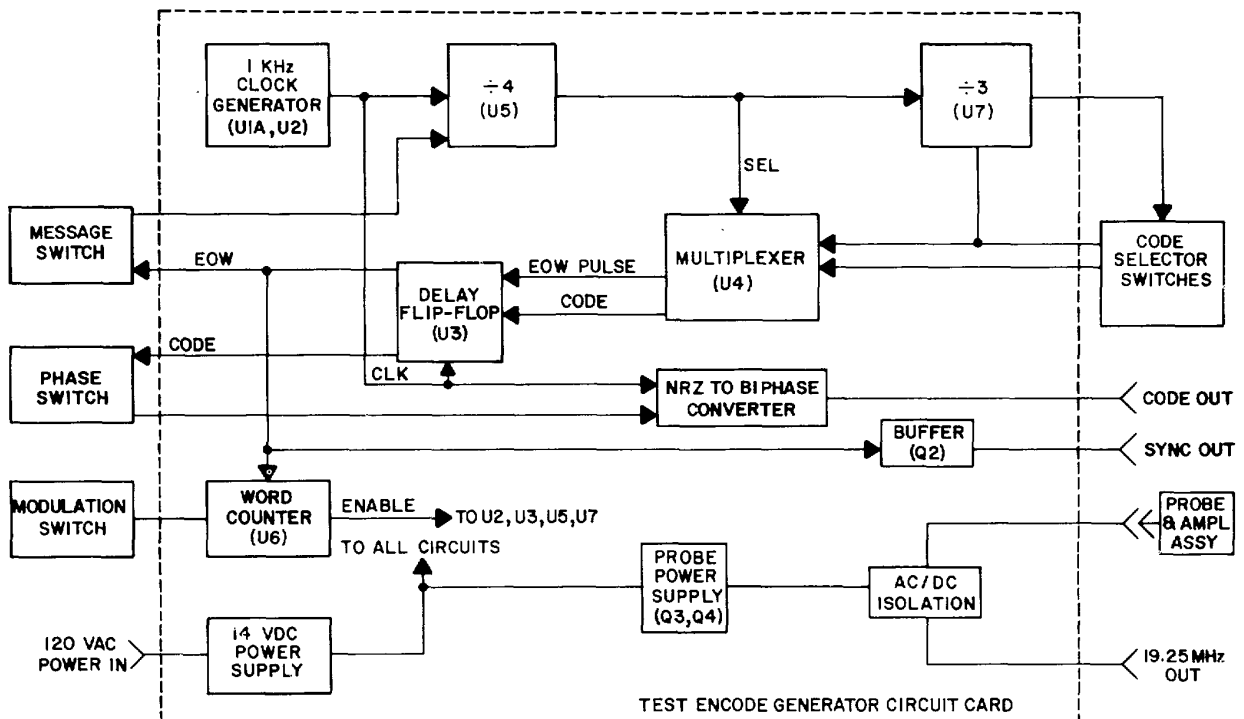 1 KHz
CLOCK
GENERATOR
(U1A, U2)
÷4
(U5)
÷3
(U7)
SEL
MESSAGE
SWITCH
EOW
DELAY
FLIP-FLOP
(U3)
EOW PULSE
CODE
MULTIPLEXER
(U4)
CODE
SELECTOR
SWITCHES
PHASE
SWITCH
CODE
CLK
NRZ TO BIPHASE
CONVERTER
CODE OUT
BUFFER
(Q2)
SYNC OUT
MODULATION
SWITCH
WORD
COUNTER
(U6)
ENABLE
TO U2, U3, U5, U7
TO ALL CIRCUITS
PROBE
& AMPL
ASSY
PROBE
POWER
SUPPLY
(Q3, Q4)
AC/DC
ISOLATION
120 VAC
POWER IN
14 VDC
POWER
SUPPLY
19.25 MHz
OUT
TEST ENCODE GENERATOR CIRCUIT CARD